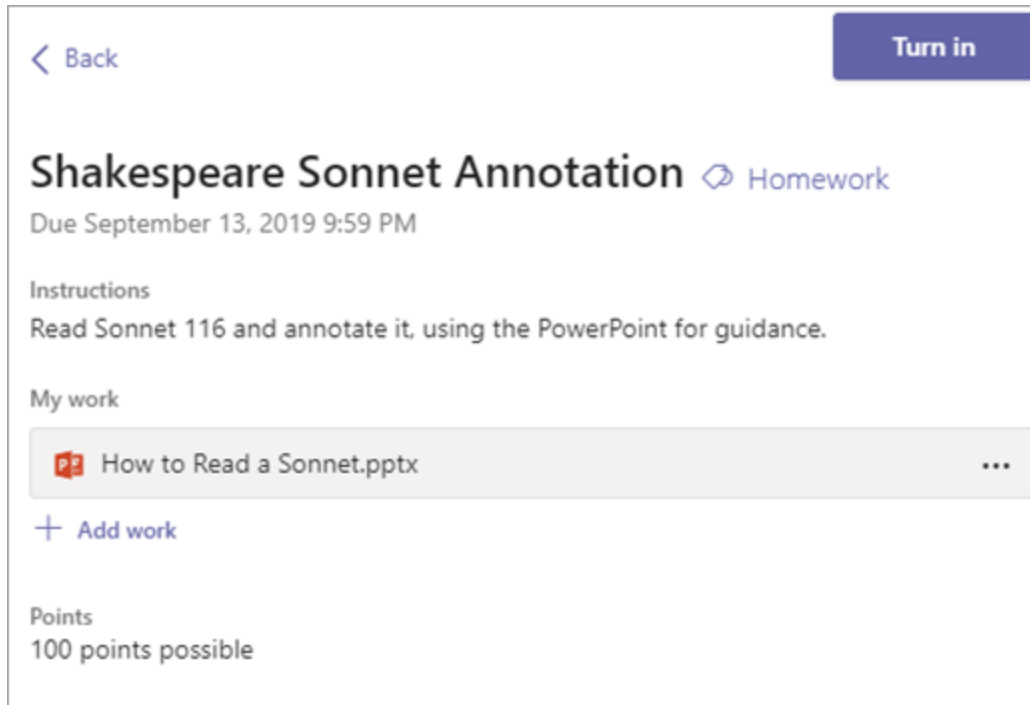 Back
Turn in
Shakespeare Sonnet Annotation Homework
Due September 13, 2019 9:59 PM
Instructions
Read Sonnet 116 and annotate it, using the PowerPoint for guidance.
My work
How to Read a Sonnet.pptx
Add work
Points
100 points possible